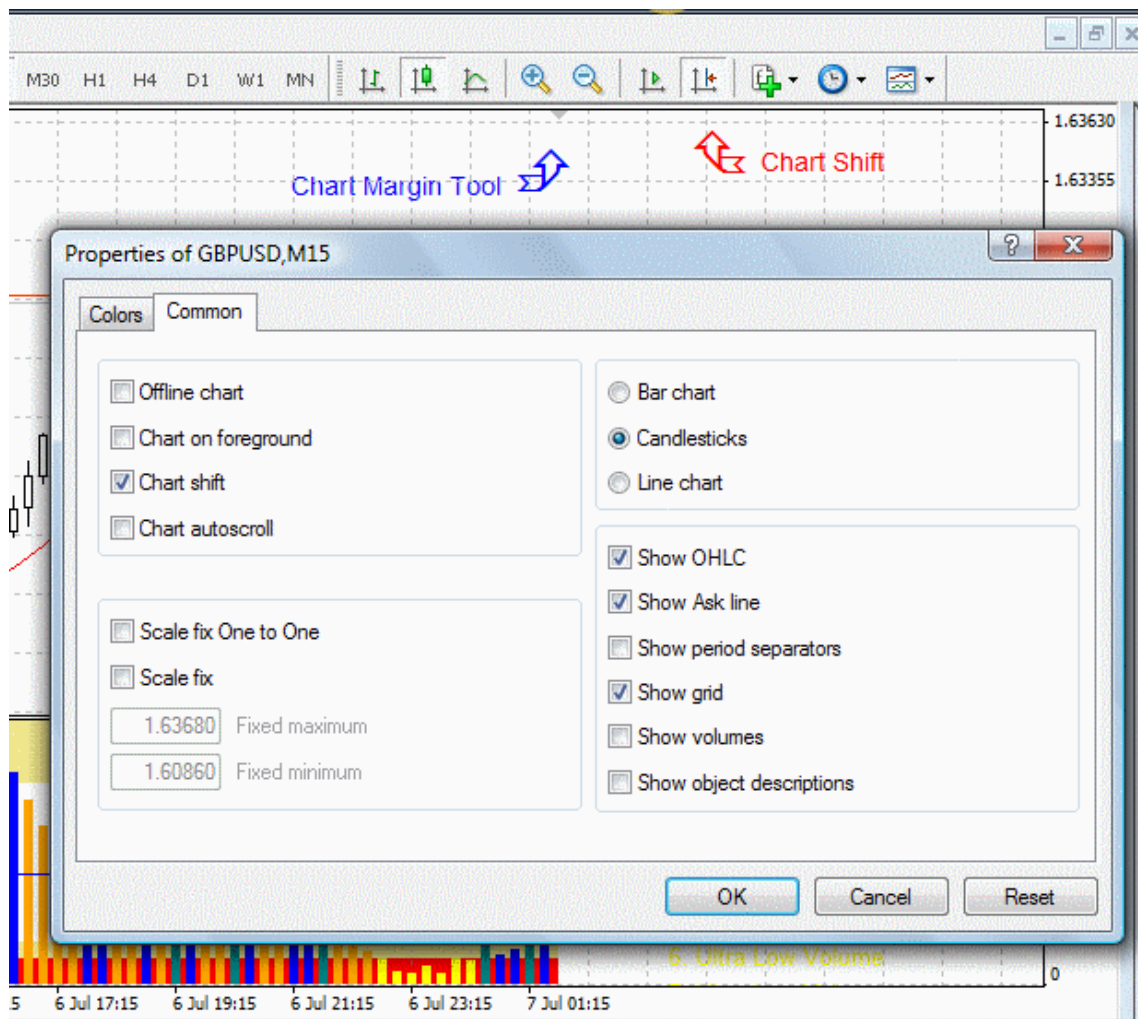 M30 H1 H4 D1 W1 MN
1.63630
Chart Shift
1.63355
Chart Margin Tool
Properties of GBPUSD,M15
Colors Common
Offline chart
Chart on foreground
Chart shift
Chart autoscroll
Scale fix One to One
Scale fix
1.63680 Fixed maximum
1.60860 Fixed minimum
Bar chart
Candlesticks
Line chart
Show OHLC
Show Ask line
Show period separators
Show grid
Show volumes
Show object descriptions
OK Cancel Reset
6. Ultra Low Volume
0
:15 6 Jul 17:15 6 Jul 19:15 6 Jul 21:15 6 Jul 23:15 7 Jul 01:15